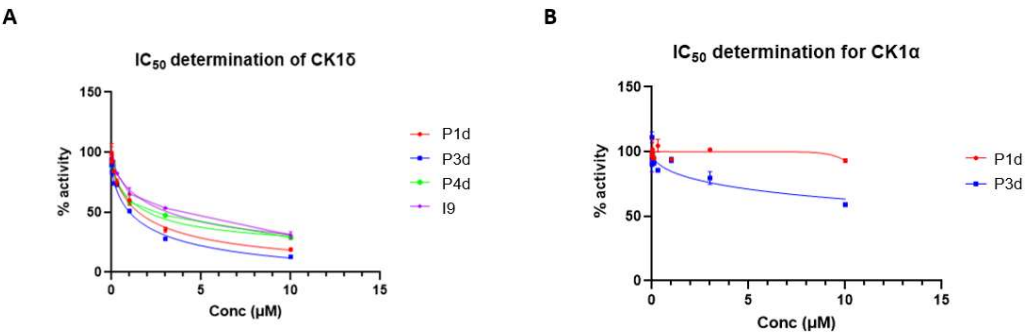 A
IC50 determination of CK1δ
150
100
50
0
% activity
0
5
10
15
Conc (µM)
P1d
P3d
P4d
I9
B
IC50 determination for CK1α
150
100
50
0
% activity
0
5
10
15
Conc (µM)
P1d
P3d